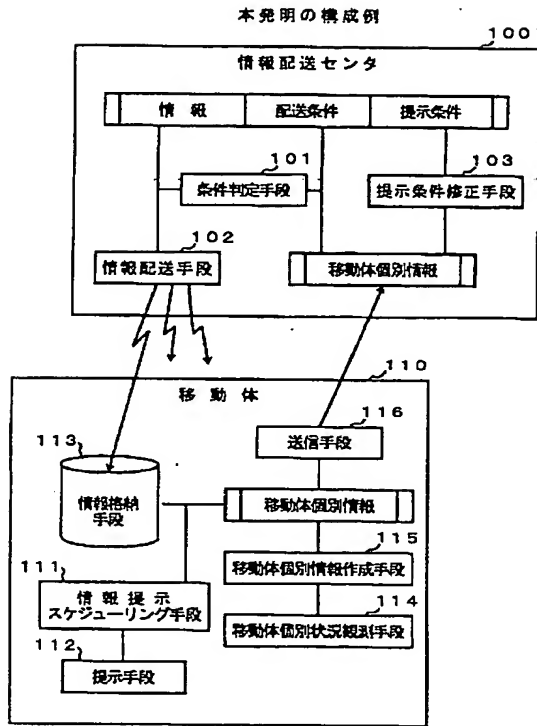 本発明の構成例
100
情報配送センタ
情報 配送条件 提示条件
101
条件判定手段
103
提示条件修正手段
102
情報配送手段
移動体個別情報
110
移動体
116
送信手段
113
情報格納
手段
移動体個別情報
115
移動体個別情報作成手段
111
情報提示
スケジューリング手段
114
移動体個別状況観測手段
112
提示手段